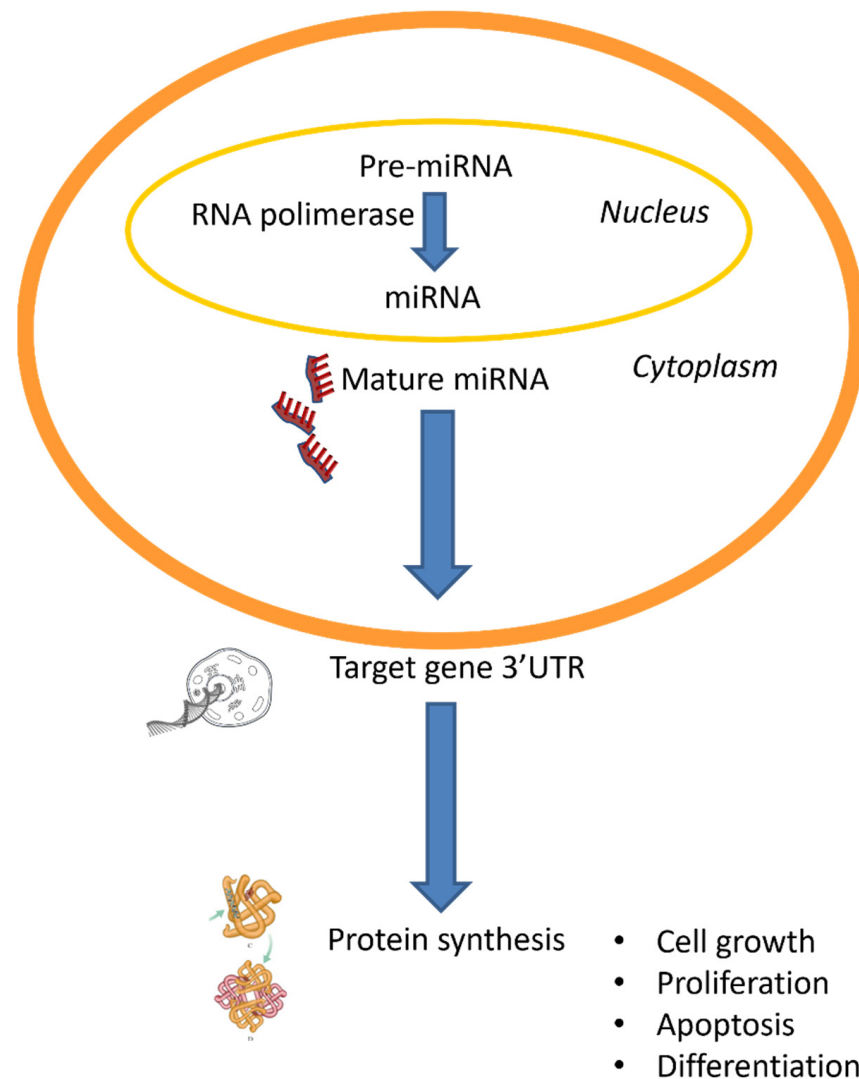 Pre-miRNA
RNA polimerase
Nucleus
miRNA
Cytoplasm
Mature miRNA
Target gene 3’UTR
Protein synthesis
• Cell growth
• Proliferation
• Apoptosis
• Differentiation
C
D